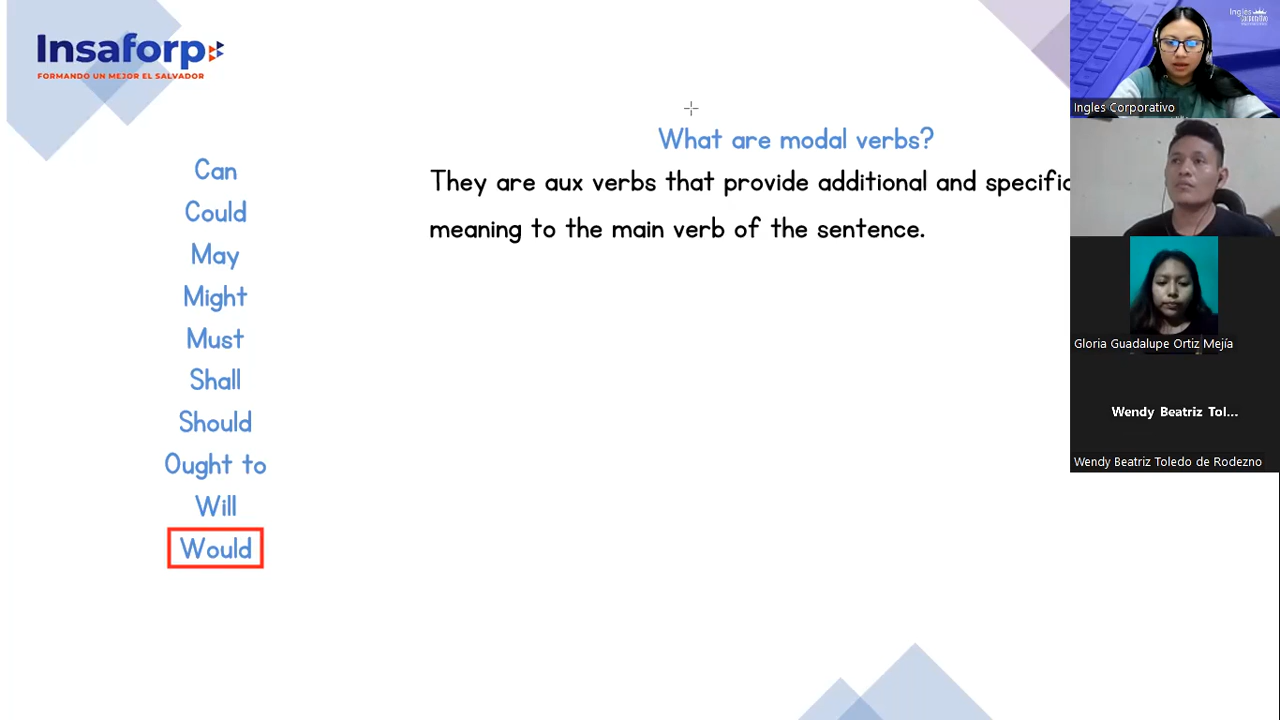 Insaforp
FORMANDO UN MEJOR EL SALVADOR
What are modal verbs?
They are aux verbs that provide additional and specific
meaning to the main verb of the sentence.
Can
Could
May
Might
Must
Shall
Should
Ought to
Will
Would
Ingles
Corporativo
Ingles Corporativo
Gloria Guadalupe Ortiz Mejía
Wendy Beatriz Tol...
Wendy Beatriz Toledo de Rodezno